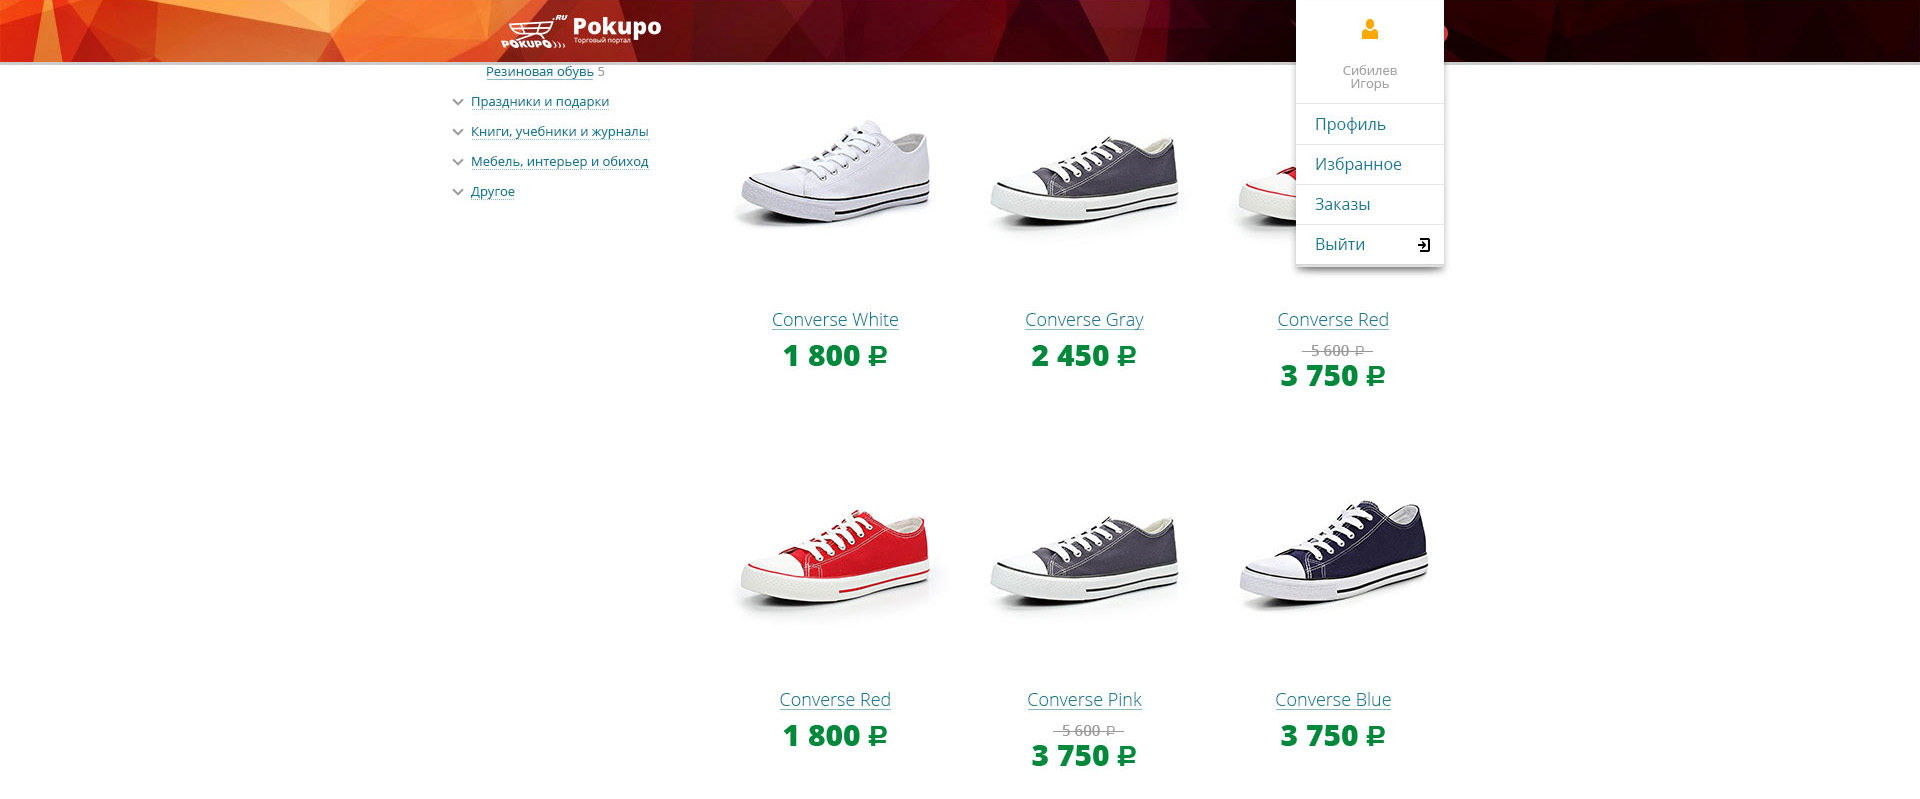 .RU
POKUPO
Pokupo
Торговый портал
Сибилев
Игорь
Профиль
Избранное
Заказы
Выйти
Резиновая обувь 5
Праздники и подарки
Книги, учебники и журналы
Мебель, интерьер и обиход
Другое
Converse White
1 800 ₽
Converse Gray
2 450 ₽
Converse Red
5 600 ₽
3 750 ₽
Converse Red
1 800 ₽
Converse Pink
5 600 ₽
3 750 ₽
Converse Blue
3 750 ₽